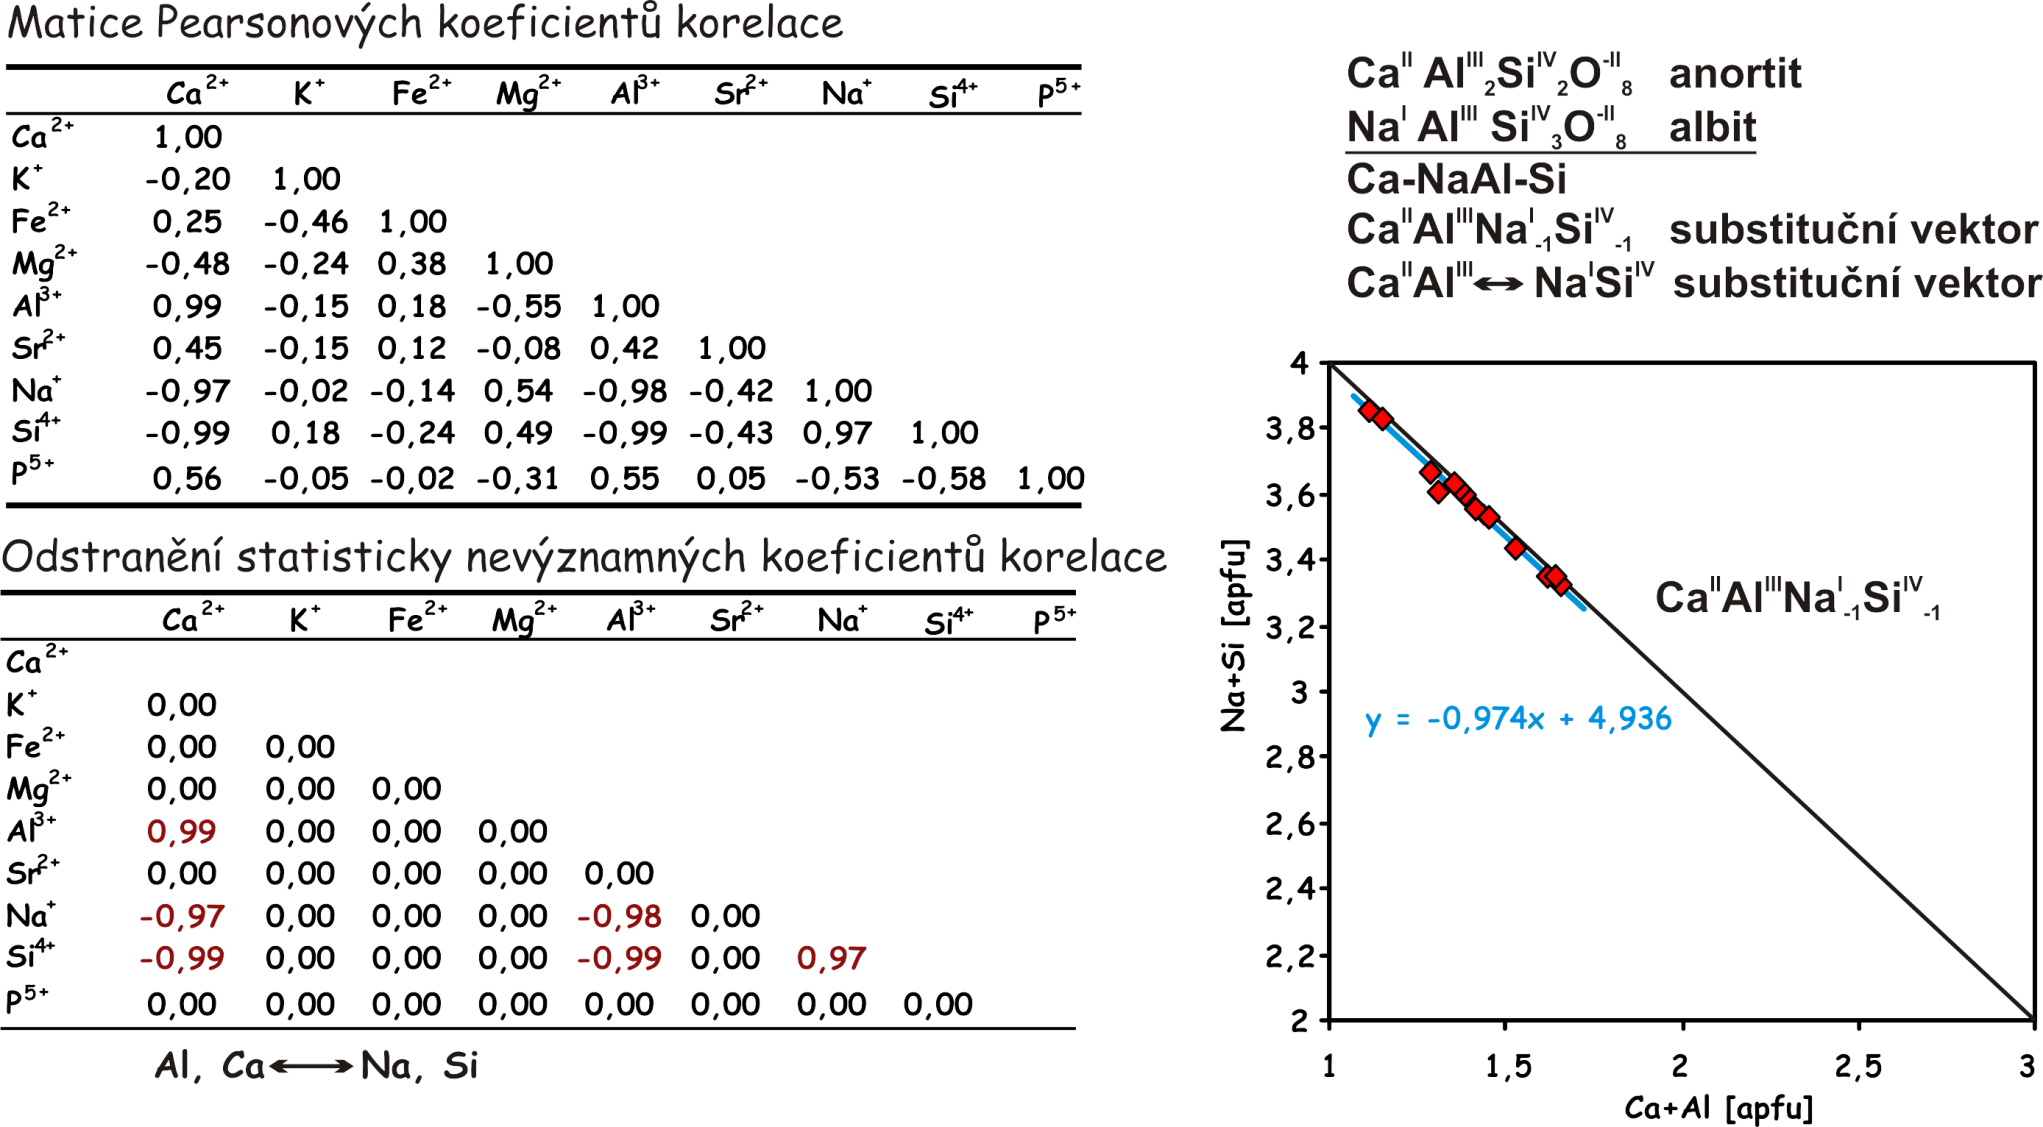 Matice Pearsonových koeficientů korelace
Ca2+ K+ Fe2+ Mg2+ Al3+ Sr2+ Na+ Si4+ P5+
Ca2+ 1,00
K+ -0,20 1,00
Fe2+ 0,25 -0,46 1,00
Mg2+ -0,48 -0,24 0,38 1,00
Al3+ 0,99 -0,15 0,18 -0,55 1,00
Sr2+ 0,45 -0,15 0,12 -0,08 0,42 1,00
Na+ -0,97 -0,02 -0,14 0,54 -0,98 -0,42 1,00
Si4+ -0,99 0,18 -0,24 0,49 -0,99 -0,43 0,97 1,00
P5+ 0,56 -0,05 -0,02 -0,31 0,55 0,05 -0,53 -0,58 1,00
Odstranění statisticky nevýznamných koeficientů korelace
Ca2+ K+ Fe2+ Mg2+ Al3+ Sr2+ Na+ Si4+ P5+
Ca2+
K+ 0,00
Fe2+ 0,00 0,00
Mg2+ 0,00 0,00 0,00
Al3+ 0,99 0,00 0,00 0,00
Sr2+ 0,00 0,00 0,00 0,00 0,00
Na+ -0,97 0,00 0,00 0,00 -0,98 0,00
Si4+ -0,99 0,00 0,00 0,00 -0,99 0,00 0,97
P5+ 0,00 0,00 0,00 0,00 0,00 0,00 0,00 0,00
Al, Ca↔Na, Si
CaII AlIII2SiIV2O-II8 anortit
NaI AlIII SiIV3O-II8 albit
Ca-NaAl-Si
CaIIAlIIINaI-1SiIV-1 substituční vektor
CaIIAlIII↔NaISiIV substituční vektor
4
3,8
3,6
3,4
3,2
3
2,8
2,6
2,4
2,2
2
Na+Si [apfu]
CaIIAlIIINaI-1SiIV-1
y = -0,974x + 4,936
1 1,5 2 2,5 3
Ca+Al [apfu]